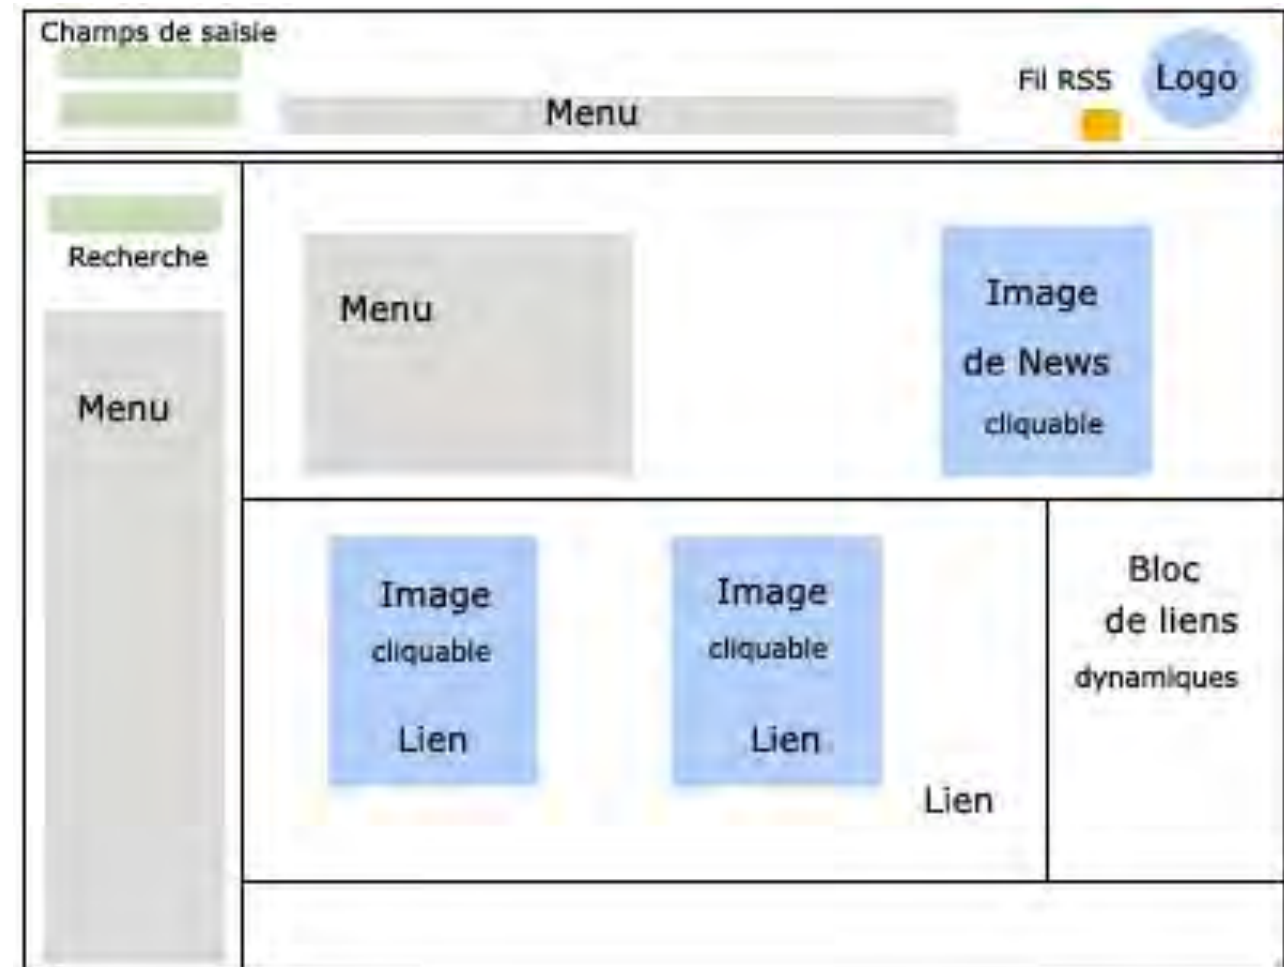 Champs de saisie
Menu
Fil RSS
Logo
Recherche
Menu
Menu
Image
de News
cliquable
Image
cliquable
Lien
Image
cliquable
Lien
Lien
Bloc
de liens
dynamiques